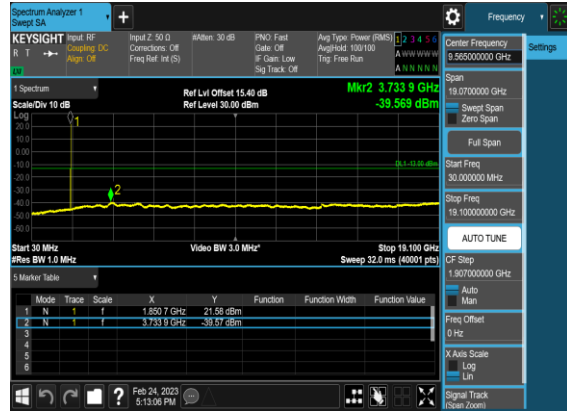 Spectrum Analyzer 1
Swept SA
+
Frequency
KEYSIGHT
R T
LXI
Input: RF
Coupling: DC
Align: Off
Input Z: 50 Ω
Corrections: Off
Freq Ref: Int (S)
#Atten: 30 dB
PNO: Fast
Gate: Off
IF Gain: Low
Sig Track: Off
Avg Type: Power (RMS)
Avg|Hold: 100/100
Trig: Free Run
1 2 3 4 5 6
A W W W W W
A N N N N N
1 Spectrum
Scale/Div 10 dB
Ref Lvl Offset 15.40 dB
Ref Level 30.00 dBm
Mkr2 3.733 9 GHz
-39.569 dBm
Log
20.0
10.0
0.00
-10.0
-20.0
-30.0
-40.0
-50.0
-60.0
1
2
DL1 -13.00 dBm
Start 30 MHz
#Res BW 1.0 MHz
Video BW 3.0 MHz*
Stop 19.100 GHz
Sweep 32.0 ms (40001 pts)
5 Marker Table
Mode Trace Scale X Y Function Function Width Function Value
1 N 1 f 1.850 7 GHz 21.58 dBm
2 N 1 f 3.733 9 GHz -39.57 dBm
3
4
5
6
?
Feb 24, 2023
5:13:06 PM
Center Frequency
9.565000000 GHz
Settings
Span
19.0700000 GHz
Swept Span
Zero Span
Full Span
Start Freq
30.000000 MHz
Stop Freq
19.100000000 GHz
AUTO TUNE
CF Step
1.907000000 GHz
Auto
Man
Freq Offset
0 Hz
X Axis Scale
Log
Lin
Signal Track
(Span Zoom)